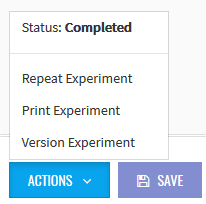 Status: Completed
Repeat Experiment
Print Experiment
Version Experiment
ACTIONS SAVE